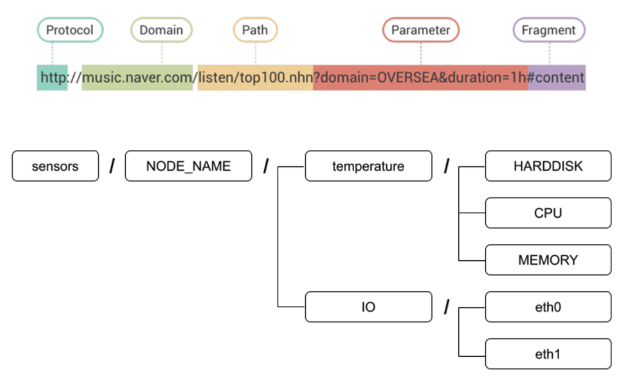 Protocol Domain Path Parameter Fragment
http://music.naver.com/listen/top100.nhn?domain=OVERSEA&duration=1h#content
sensors / NODE_NAME / temperature / HARDDISK
CPU
MEMORY
IO / eth0
eth1